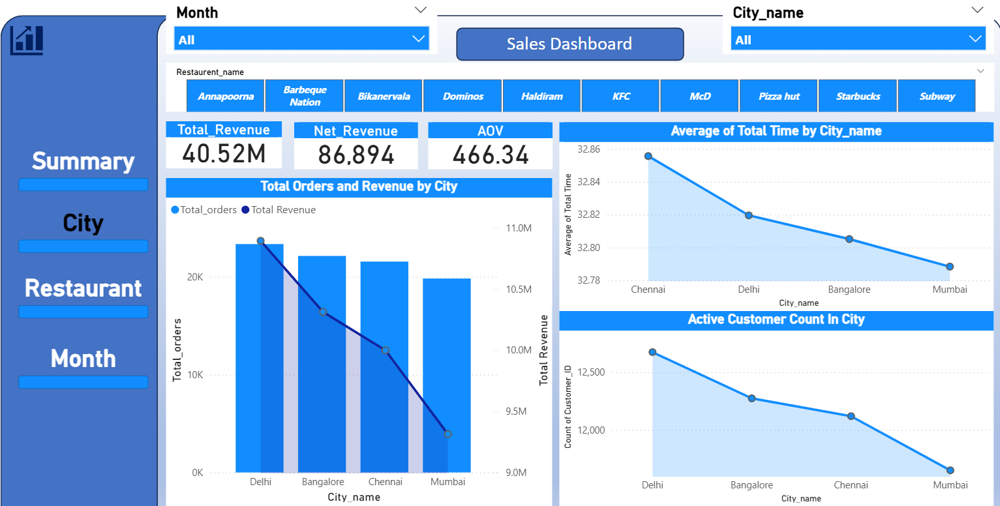 Month
All
Sales Dashboard
City_name
All
Restaurent_name
Annapoorna
Barbeque
Nation
Bikanervala
Dominos
Haldiram
KFC
McD
Pizza hut
Starbucks
Subway
Summary
City
Restaurant
Month
Total_Revenue
40.52M
Net_Revenue
86,894
AOV
466.34
Total Orders and Revenue by City
Total_orders Total Revenue
20K
10K
0K
Total_orders
11.0M
10.5M
10.0M
9.5M
9.0M
Total Revenue
Delhi Bangalore Chennai Mumbai
City_name
Average of Total Time by City_name
32.86
32.84
32.82
32.80
32.78
Average of Total Time
Chennai Delhi Bangalore Mumbai
City_name
Active Customer Count In City
12,500
12,000
Count of Customer_ID
Delhi Bangalore Chennai Mumbai
City_name